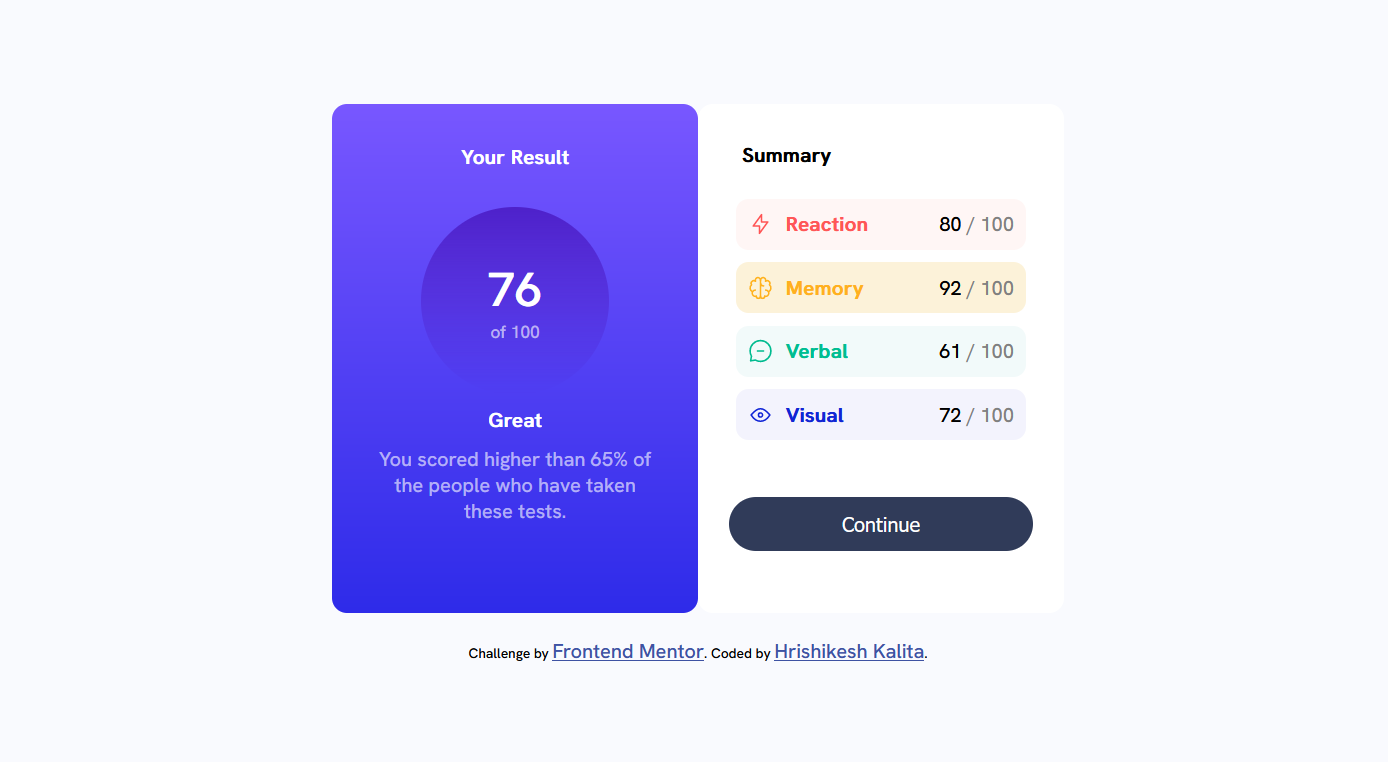 Your Result
76
of 100
Great
You scored higher than 65% of
the people who have taken
these tests.
Summary
Reaction 80 / 100
Memory 92 / 100
Verbal 61 / 100
Visual 72 / 100
Continue
Challenge by Frontend Mentor. Coded by Hrishikesh Kalita.